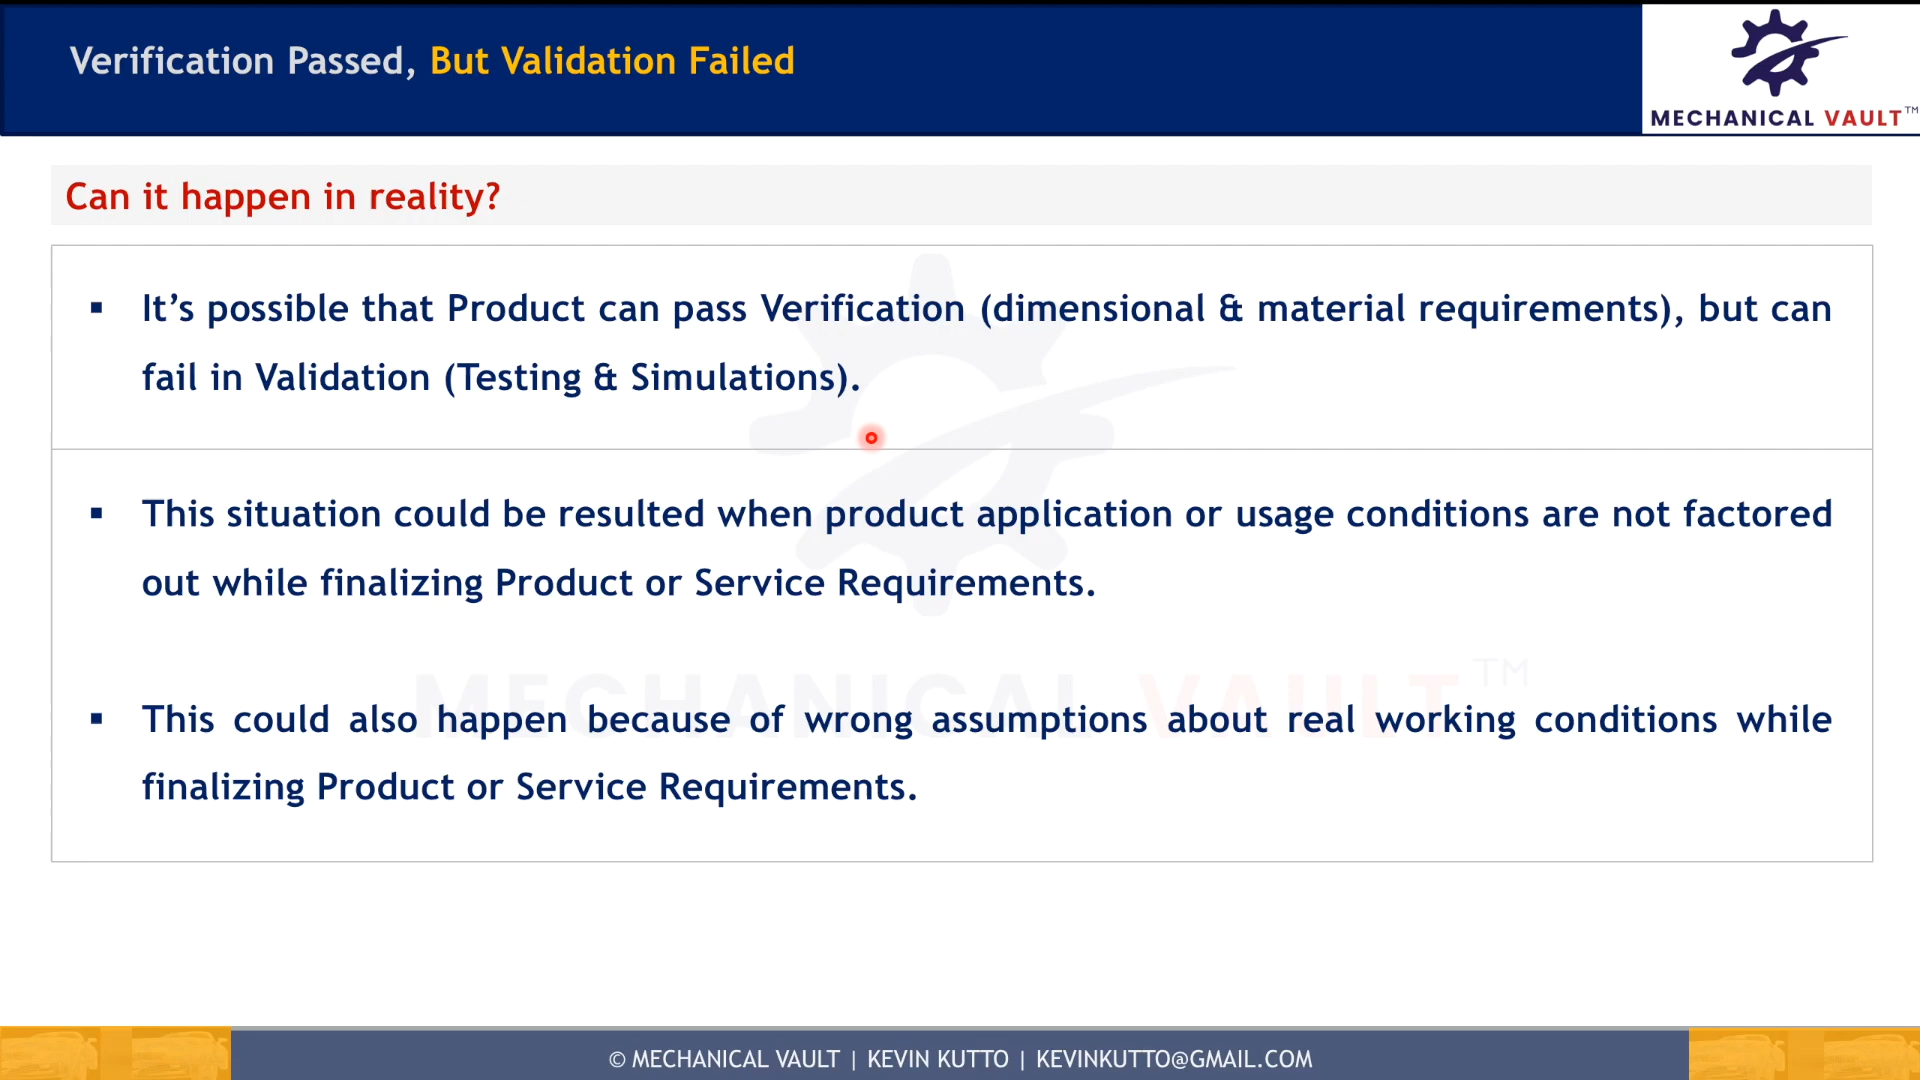 Verification Passed, But Validation Failed
MECHANICAL VAULT™
Can it happen in reality?
▪ It’s possible that Product can pass Verification (dimensional & material requirements), but can
fail in Validation (Testing & Simulations).
▪ This situation could be resulted when product application or usage conditions are not factored
out while finalizing Product or Service Requirements.
▪ This could also happen because of wrong assumptions about real working conditions while
finalizing Product or Service Requirements.
MECHANICAL VAULT™
© MECHANICAL VAULT | KEVIN KUTTO | KEVINKUTTO@GMAIL.COM